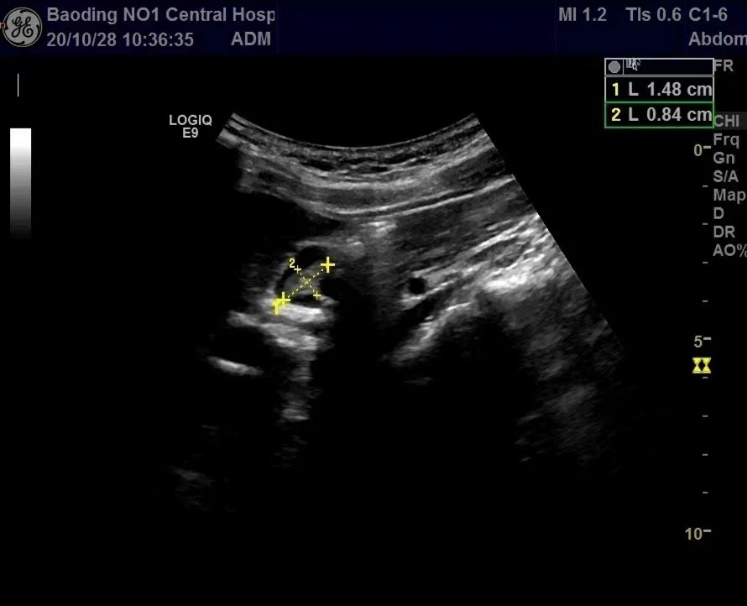 Baoding NO1 Central Hosp
MI 1.2 TIs 0.6 C1-6
20/10/28 10:36:35 ADM
Abdom
FR
1 L 1.48 cm
2 L 0.84 cm
LOGIQ
E9
CHI
Frq
Gn
S/A
Map
D
DR
AO%
0
5
10
2
1